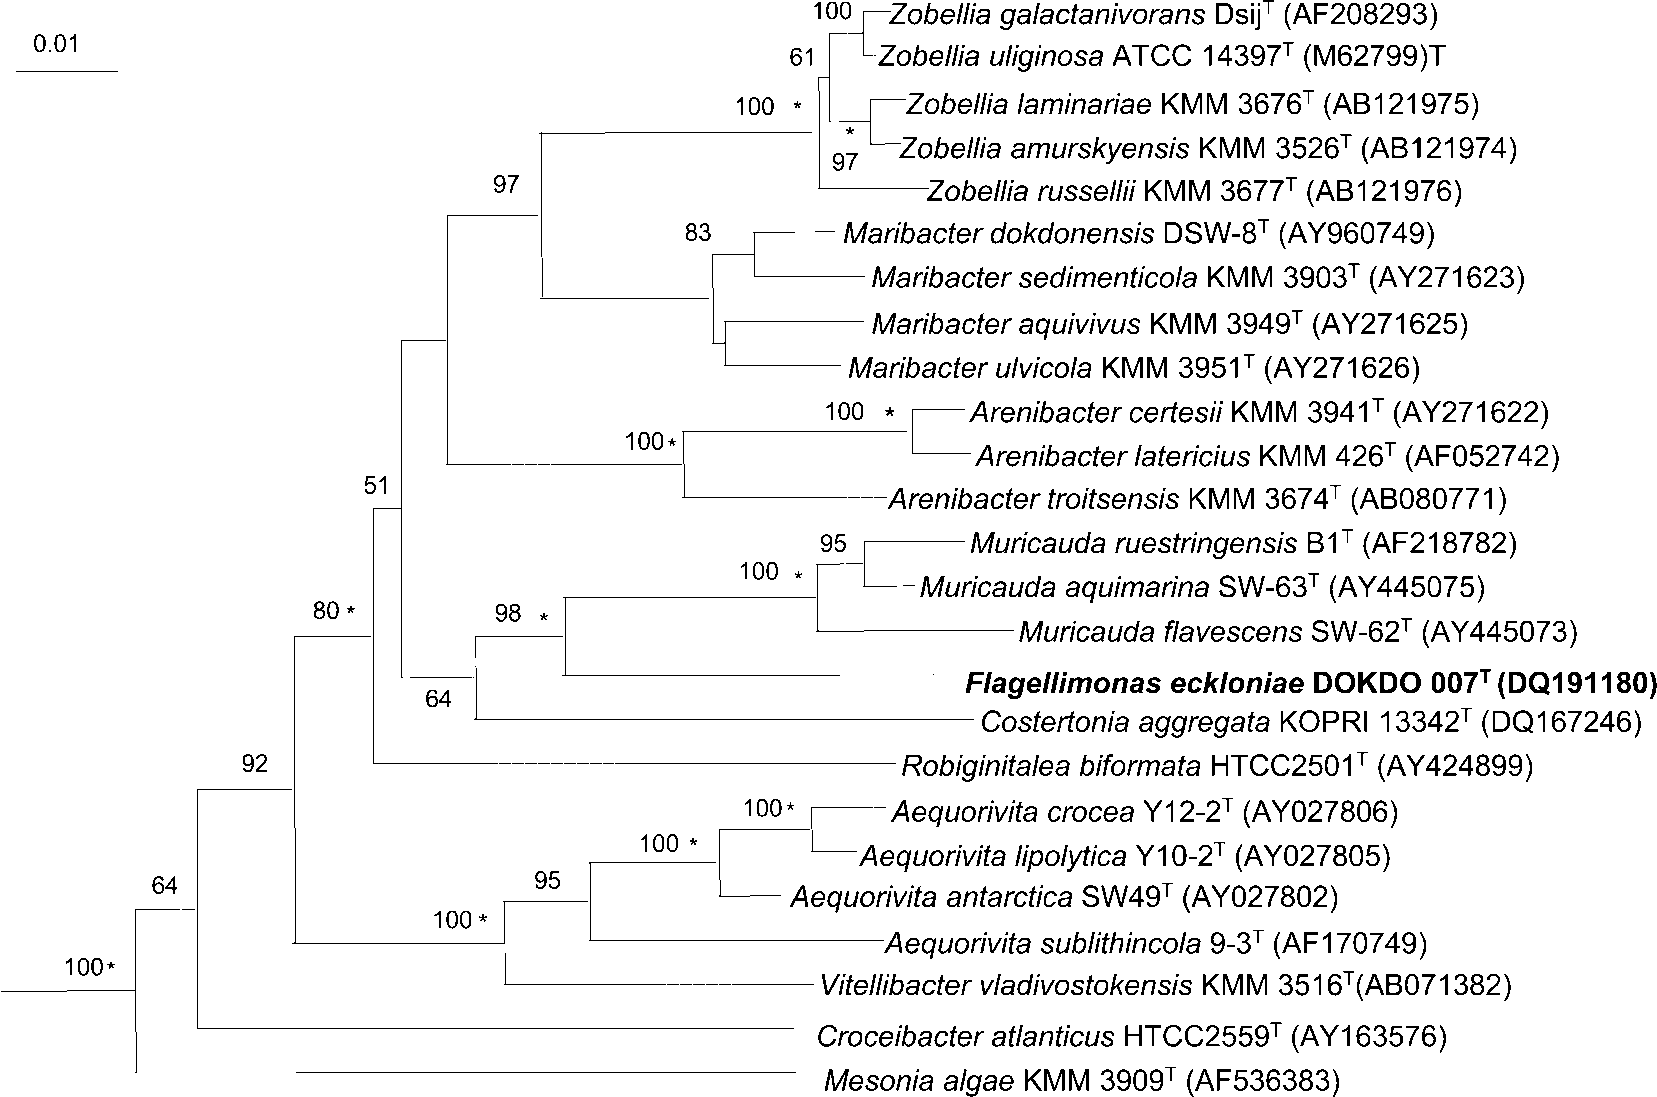 100 Zobellia galactanivorans Dsij^T (AF208293)
0.01
61 Zobellia uliginosa ATCC 14397^T (M62799)T
100 * Zobellia laminariae KMM 3676^T (AB121975)
*
97 Zobellia amurskyensis KMM 3526^T (AB121974)
97 Zobellia russellii KMM 3677^T (AB121976)
83 Maribacter dokdonensis DSW-8^T (AY960749)
Maribacter sedimenticola KMM 3903^T (AY271623)
Maribacter aquivivus KMM 3949^T (AY271625)
Maribacter ulvicola KMM 3951^T (AY271626)
100 * Arenibacter certesii KMM 3941^T (AY271622)
100*
Arenibacter latericius KMM 426^T (AF052742)
51 Arenibacter troitsensis KMM 3674^T (AB080771)
95 Muricauda ruestringensis B1^T (AF218782)
100 * Muricauda aquimarina SW-63^T (AY445075)
80 * 98 * Muricauda flavescens SW-62^T (AY445073)
64 Flagellimonas eckloniae DOKDO 007^T (DQ191180)
Costertonia aggregata KOPRI 13342^T (DQ167246)
92 Robiginitalea biformata HTCC2501^T (AY424899)
100 * Aequorivita crocea Y12-2^T (AY027806)
100 * Aequorivita lipolytica Y10-2^T (AY027805)
64 95 Aequorivita antarctica SW49^T (AY027802)
100 * Aequorivita sublithincola 9-3^T (AF170749)
100* Vitellibacter vladivostokensis KMM 3516^T(AB071382)
Croceibacter atlanticus HTCC2559^T (AY163576)
Mesonia algae KMM 3909^T (AF536383)